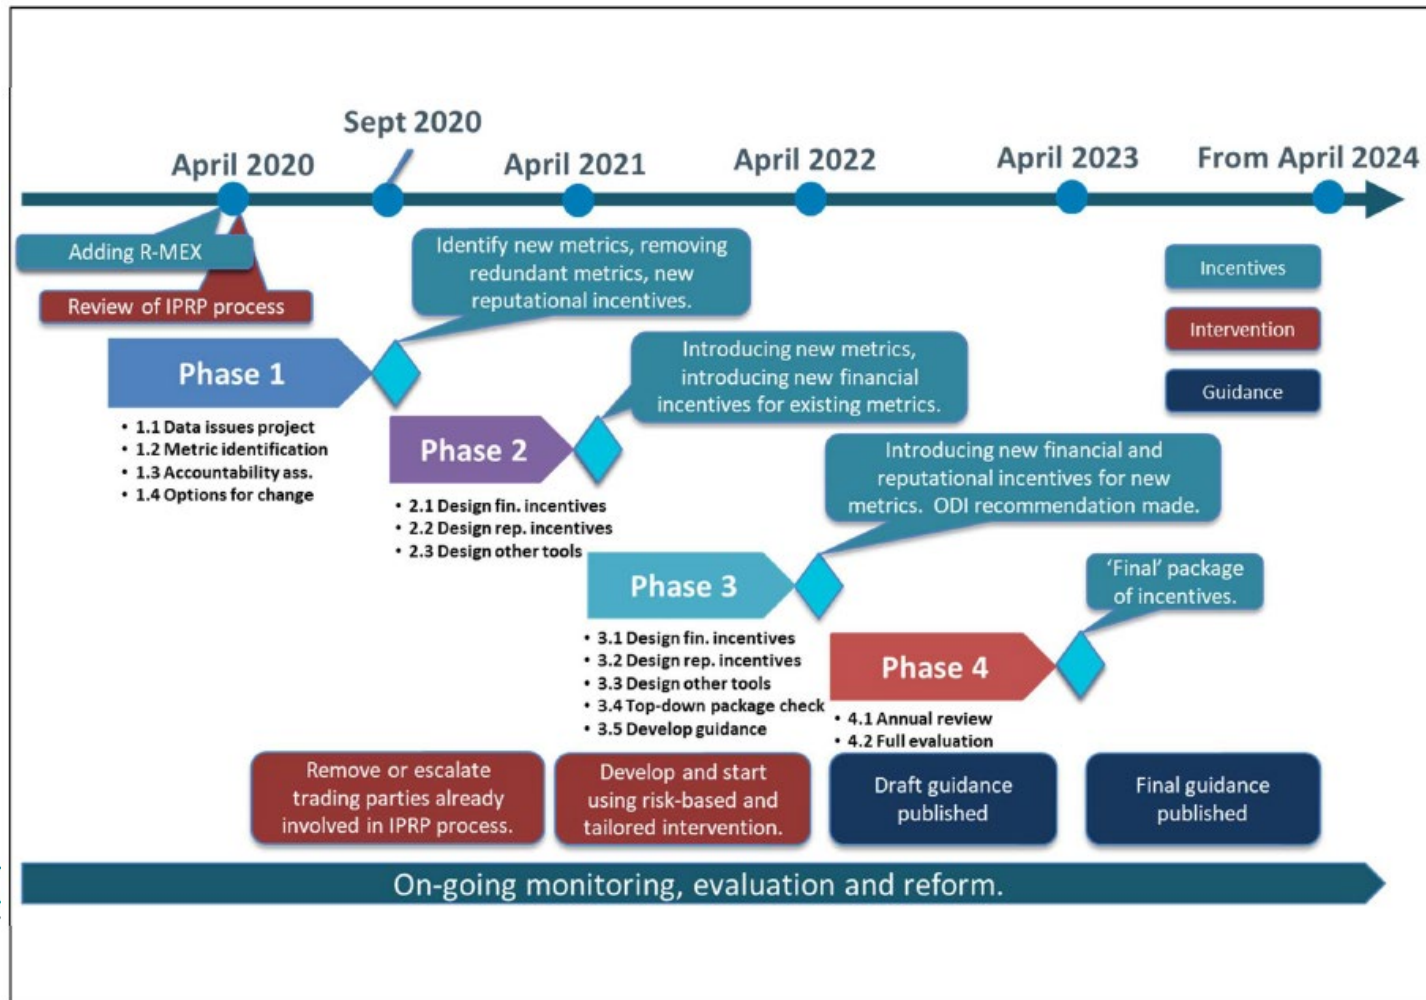 Sept 2020
April 2020
April 2021
April 2022
April 2023
From April 2024
Adding R-MEX
Review of IPRP process
Identify new metrics, removing
redundant metrics, new
reputational incentives.
Incentives
Intervention
Guidance
Phase 1
• 1.1 Data issues project
• 1.2 Metric identification
• 1.3 Accountability ass.
• 1.4 Options for change
Introducing new metrics,
introducing new financial
incentives for existing metrics.
Phase 2
• 2.1 Design fin. incentives
• 2.2 Design rep. incentives
• 2.3 Design other tools
Introducing new financial and
reputational incentives for new
metrics. ODI recommendation made.
Phase 3
• 3.1 Design fin. incentives
• 3.2 Design rep. incentives
• 3.3 Design other tools
• 3.4 Top-down package check
• 3.5 Develop guidance
'Final' package
of incentives.
Phase 4
• 4.1 Annual review
• 4.2 Full evaluation
Remove or escalate
trading parties already
involved in IPRP process.
Develop and start
using risk-based and
tailored intervention.
Draft guidance
published
Final guidance
published
On-going monitoring, evaluation and reform.